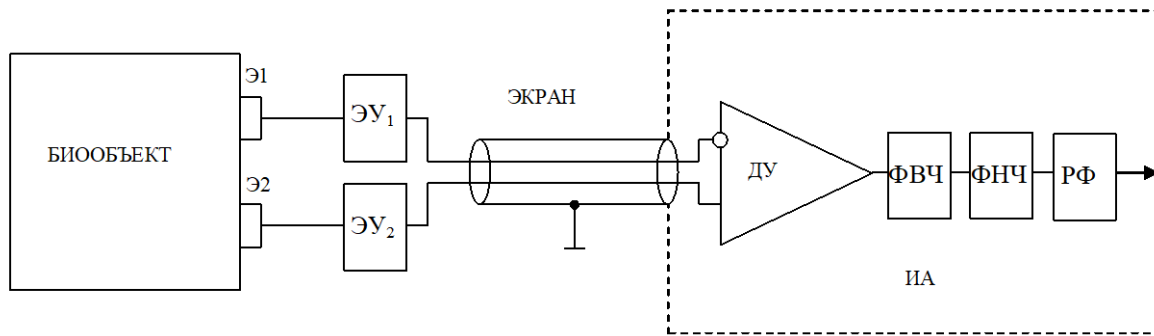 БИООБЪЕКТ
Э1
Э2
ЭУ1
ЭУ2
ЭКРАН
ДУ
ФВЧ
ФНЧ
РФ
ИА